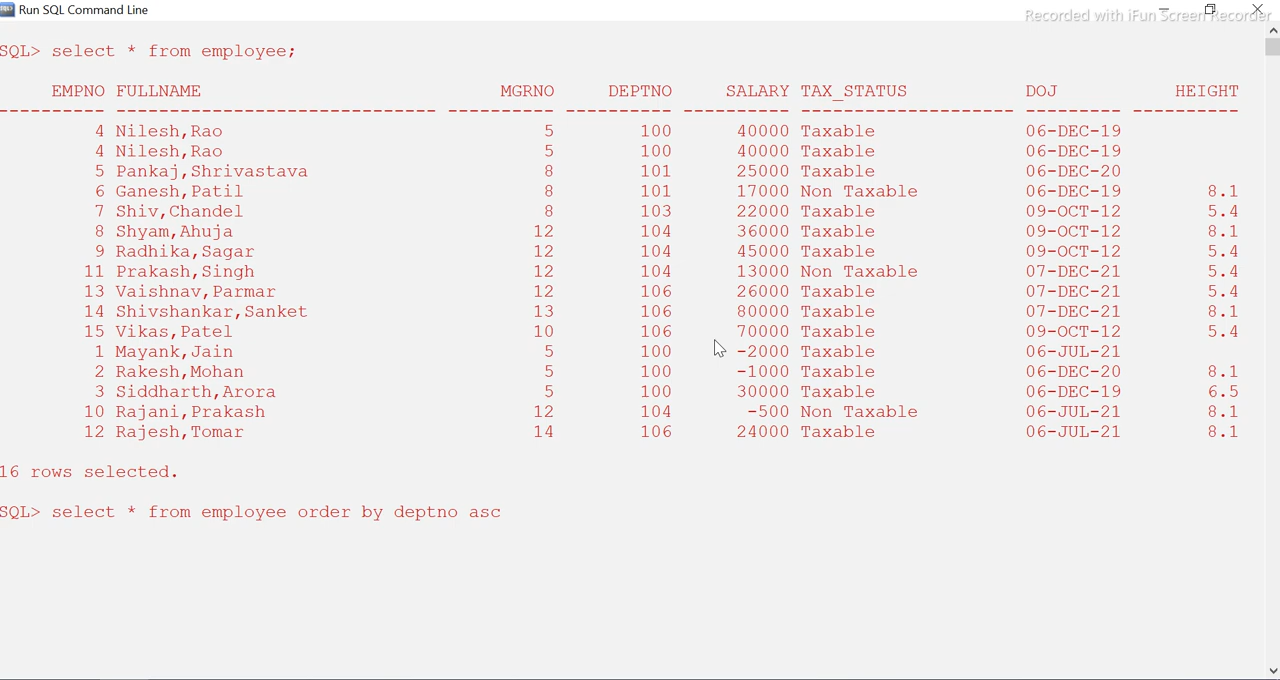 Run SQL Command Line
Recorded with iFun Screen Recorder
SQL> select * from employee;
EMPNO FULLNAME MGRNO DEPTNO SALARY TAX_STATUS DOJ HEIGHT
---------- ------------------------------ ---------- ---------- ---------- -------------------- --------- ----------
4 Nilesh,Rao 5 100 40000 Taxable 06-DEC-19
4 Nilesh,Rao 5 100 40000 Taxable 06-DEC-19
5 Pankaj,Shrivastava 8 101 25000 Taxable 06-DEC-20
6 Ganesh,Patil 8 101 17000 Non Taxable 06-DEC-19 8.1
7 Shiv,Chandel 8 103 22000 Taxable 09-OCT-12 5.4
8 Shyam,Ahuja 12 104 36000 Taxable 09-OCT-12 8.1
9 Radhika,Sagar 12 104 45000 Taxable 09-OCT-12 5.4
11 Prakash,Singh 12 104 13000 Non Taxable 07-DEC-21 5.4
13 Vaishnav,Parmar 12 106 26000 Taxable 07-DEC-21 5.4
14 Shivshankar,Sanket 13 106 80000 Taxable 07-DEC-21 8.1
15 Vikas,Patel 10 106 70000 Taxable 09-OCT-12 5.4
1 Mayank,Jain 5 100 -2000 Taxable 06-JUL-21
2 Rakesh,Mohan 5 100 -1000 Taxable 06-DEC-20 8.1
3 Siddharth,Arora 5 100 30000 Taxable 06-DEC-19 6.5
10 Rajani,Prakash 12 104 -500 Non Taxable 06-JUL-21 8.1
12 Rajesh,Tomar 14 106 24000 Taxable 06-JUL-21 8.1
16 rows selected.
SQL> select * from employee order by deptno asc